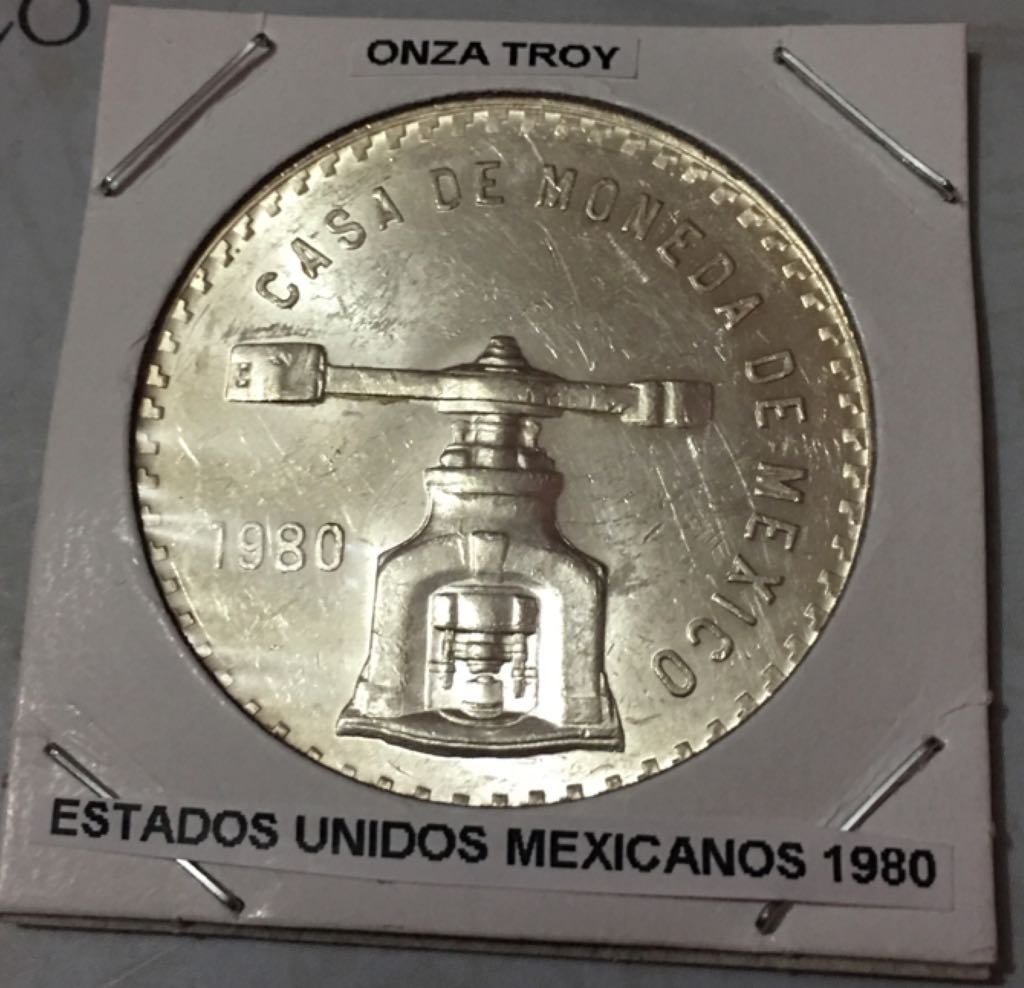 ONZA TROY
CASA DE MONEDA DE MEXICO
1980
ESTADOS UNIDOS MEXICANOS 1980